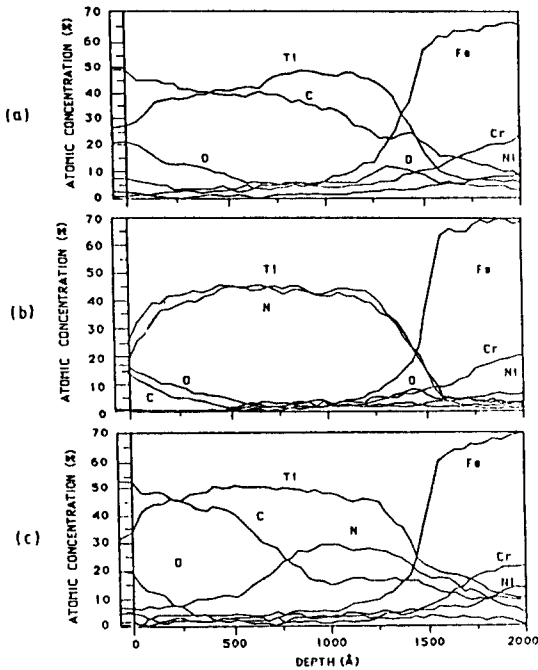 (a)
ATOMIC CONCENTRATION (%)
70
60
50
40
30
20
10
0
Ti
C
O
O
Fe
Cr
Ni
(b)
ATOMIC CONCENTRATION (%)
70
60
50
40
30
20
10
0
Ti
N
O
C
O
Fe
Cr
Ni
(c)
ATOMIC CONCENTRATION (%)
70
60
50
40
30
20
10
0
Ti
C
N
O
Fe
Cr
Ni
0 500 1000 1500 2000
DEPTH (Å)